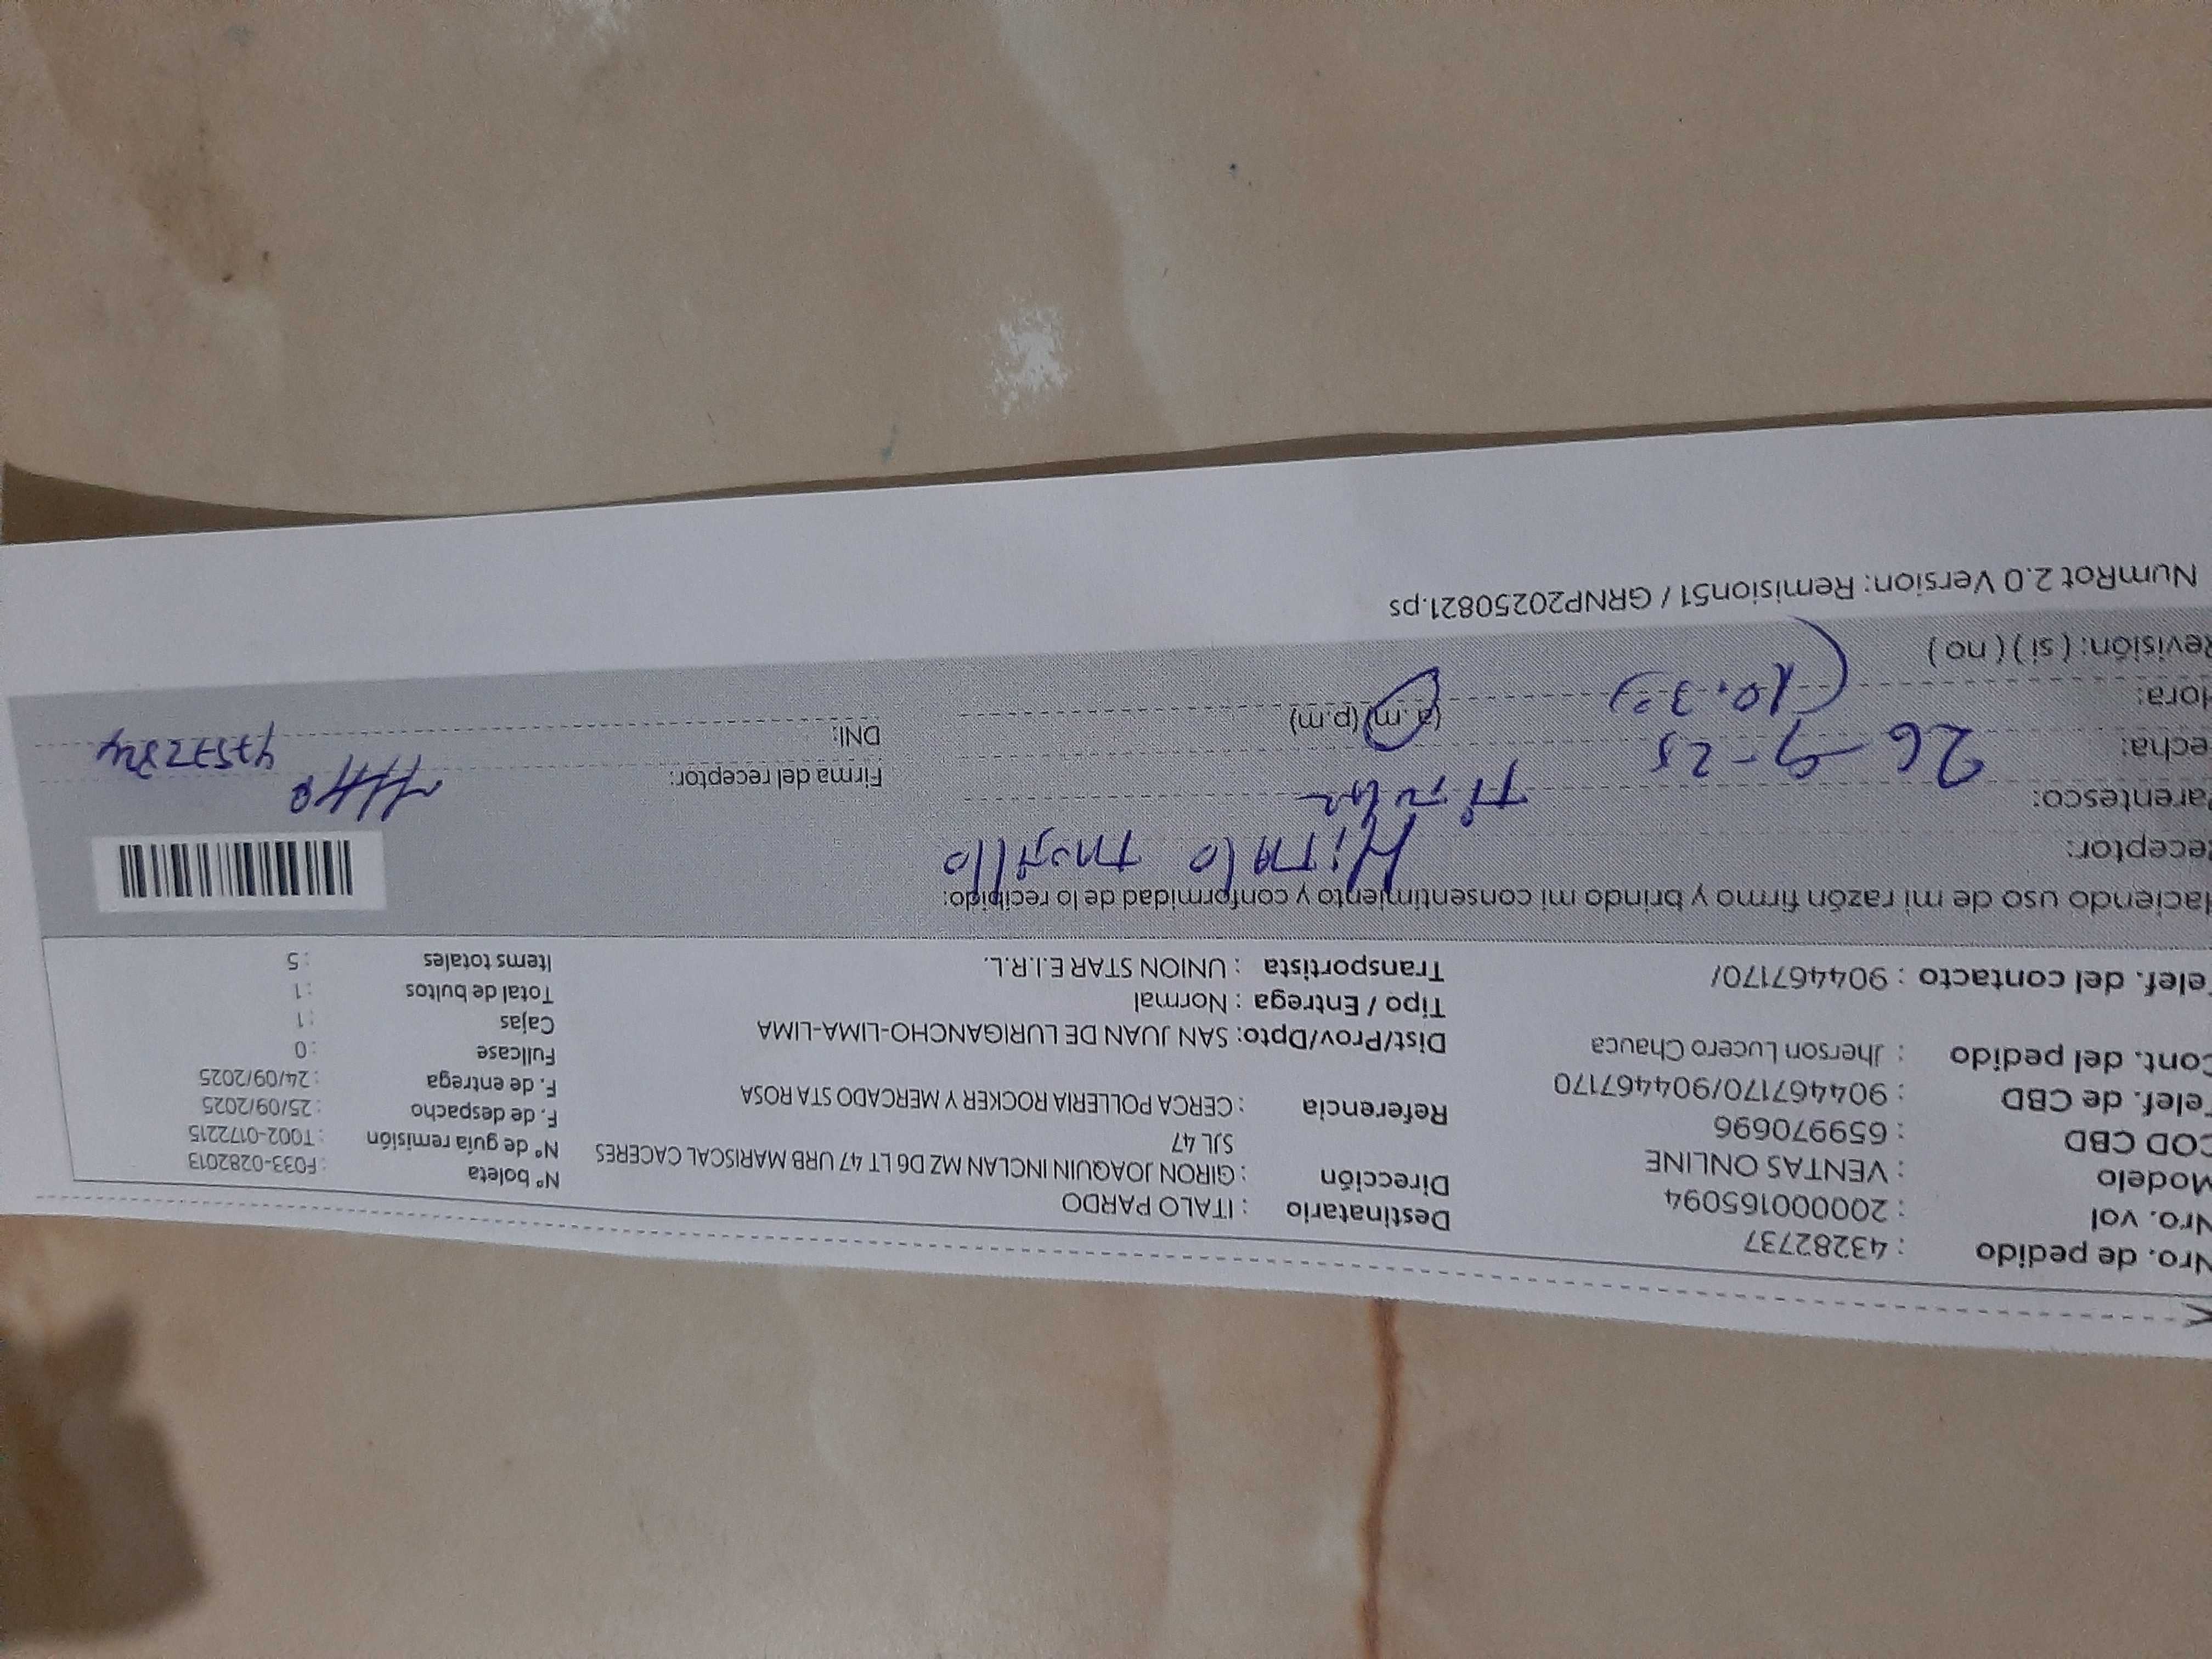 Nro. de pedido : 43282737 Destinatario : ITALO PARDO N° boleta : F033-0282013
Nro. vol : 20000165094 Dirección : GIRON JOAQUIN INCLAN MZ D6 LT 47 URB MARISCAL CACERES N° de guía remisión : T002-0172215
Modelo : VENTAS ONLINE SJL 47 F. de despacho : 25/09/2025
COD CBD : 659970696 Referencia : CERCA POLLERIA ROCKER Y MERCADO STA ROSA F. de entrega : 24/09/2025
Telef. de CBD : 904467170/904467170 Fullcase : 0
Cont. del pedido : Jherson Lucero Chauca Dist/Prov/Dpto: SAN JUAN DE LURIGANCHO-LIMA-LIMA Cajas : 1
Tipo / Entrega : Normal Total de bultos : 1
Telef. del contacto : 904467170/ Transportista : UNION STAR E.I.R.L. Items totales : 5
Haciendo uso de mi razón firmo y brindo mi consentimiento y conformidad de lo recibido:
Receptor: Trujillo
Parentesco: Titular Firma del receptor:
Fecha: 26-9-25 (a.m) (p.m) DNI:
Hora: 10.30
Revisión: ( si ) ( no )
NumRot 2.0 Version: Remision51 / GRNP20250821.ps